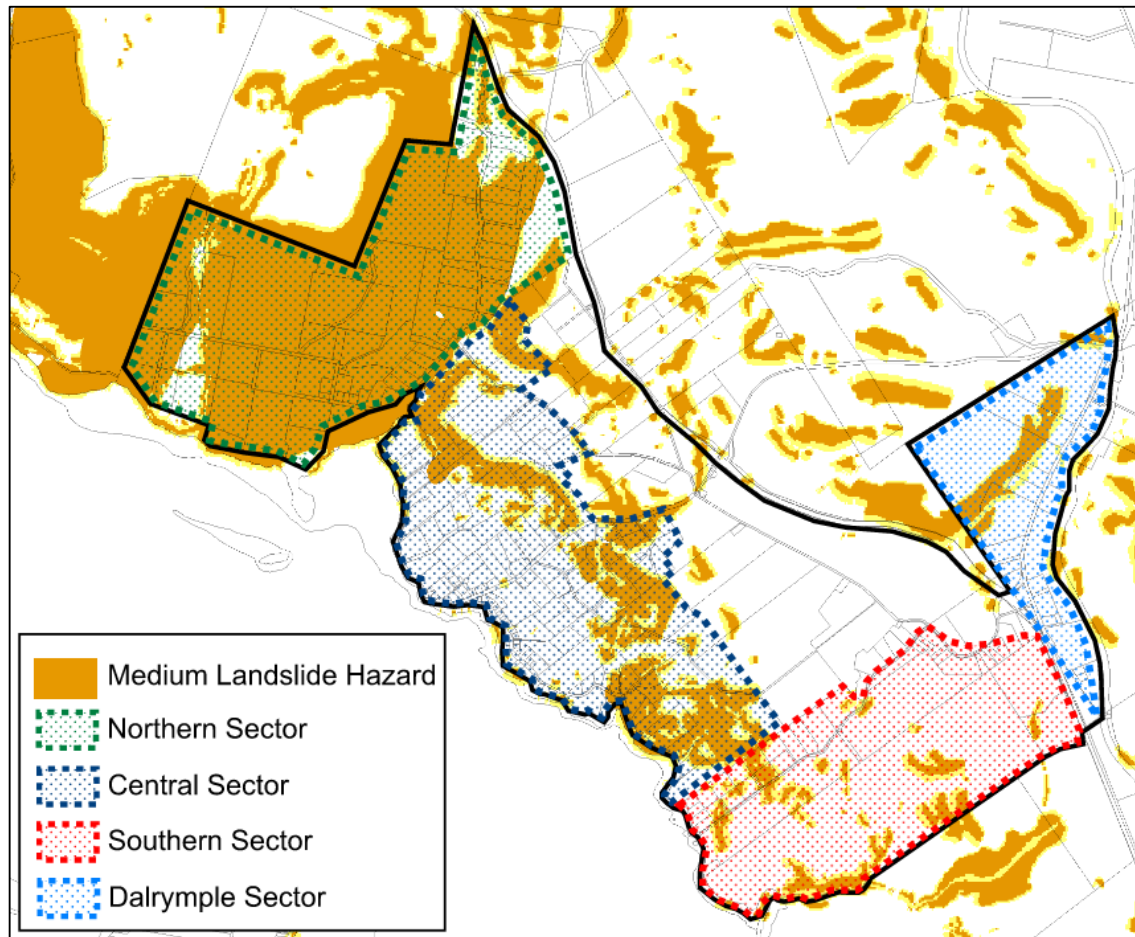 Medium Landslide Hazard
Northern Sector
Central Sector
Southern Sector
Dalrymple Sector